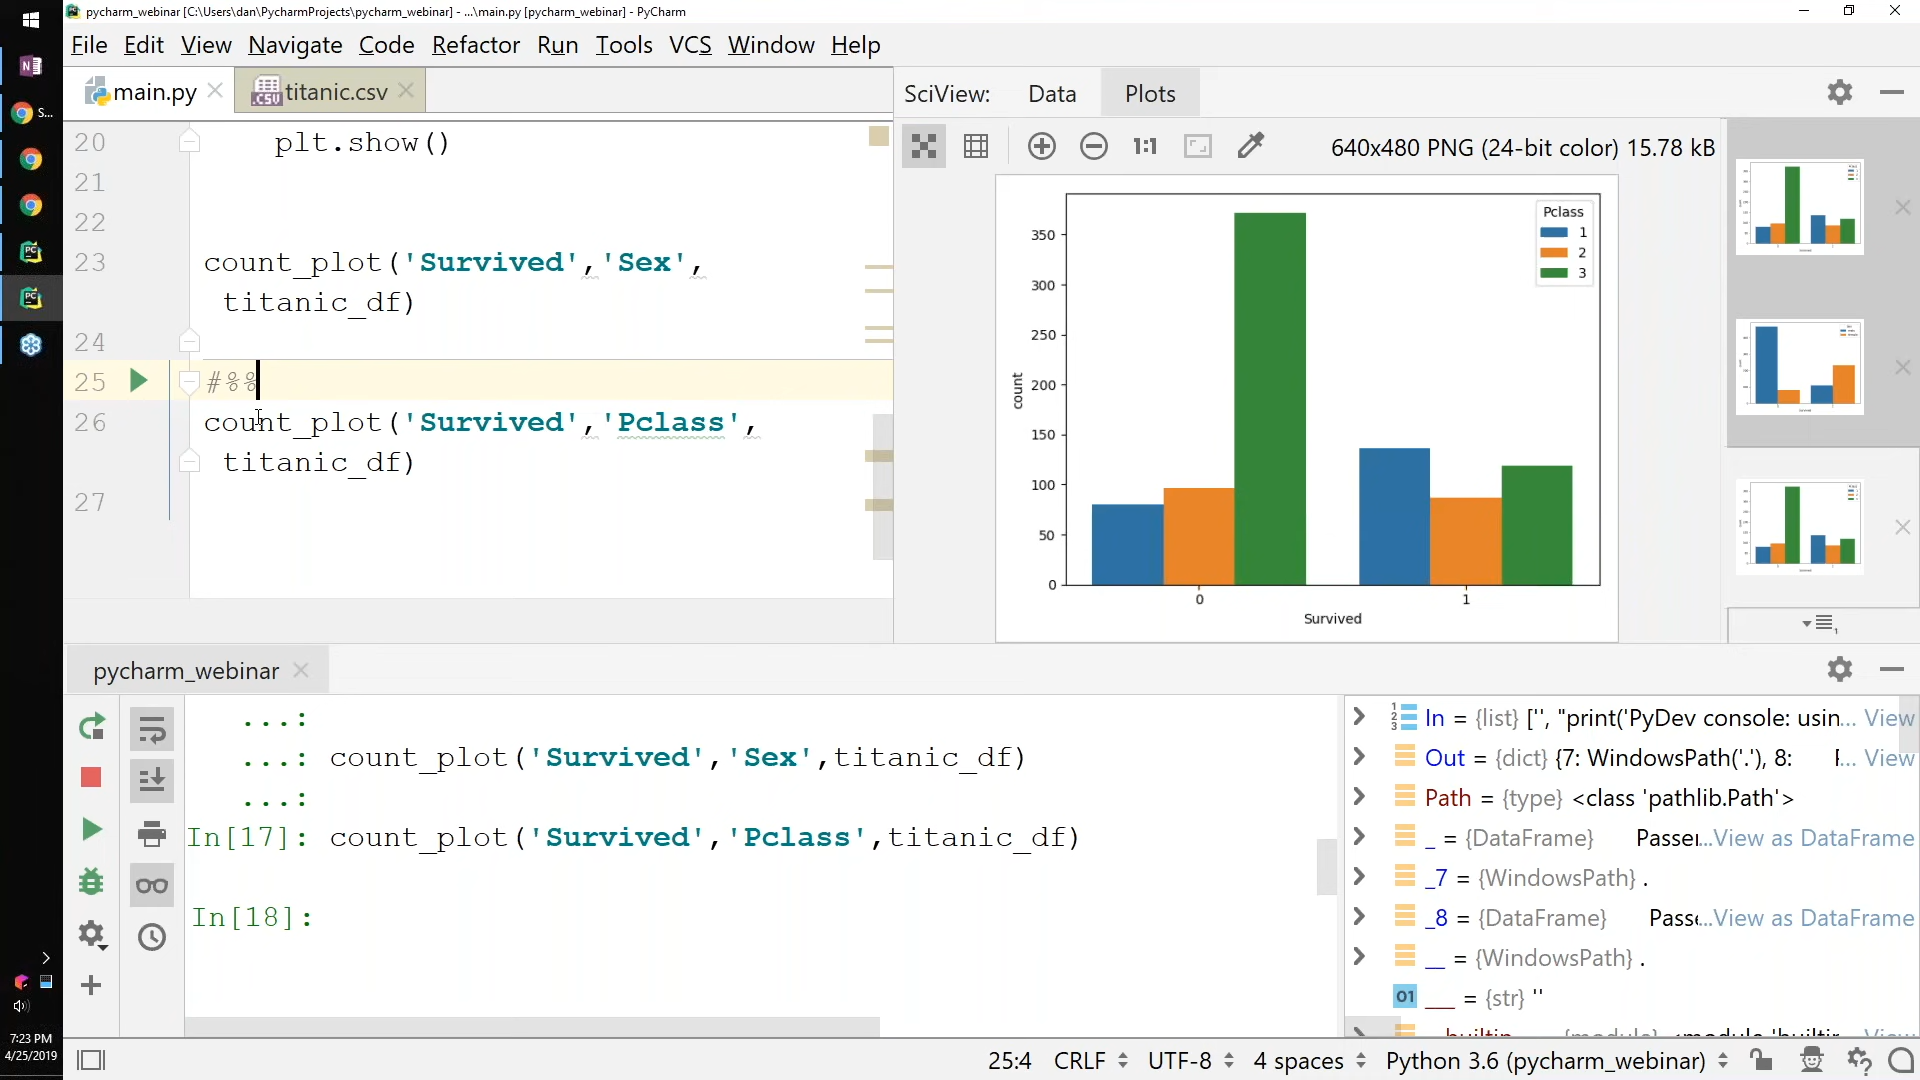 pycharm_webinar [C:\Users\dan\PycharmProjects\pycharm_webinar] - ...\main.py [pycharm_webinar] - PyCharm
File Edit View Navigate Code Refactor Run Tools VCS Window Help
main.py
titanic.csv
SciView: Data Plots
640x480 PNG (24-bit color) 15.78 kB
1:1
20 plt.show()
21
22
23 count_plot('Survived','Sex',
titanic_df)
24
25 #%%
26 count_plot('Survived','Pclass',
titanic_df)
27
Pclass
1
2
3
350
300
250
200
150
100
50
0
count
0 1
Survived
pycharm_webinar
...:
...: count_plot('Survived','Sex',titanic_df)
...:
In[17]: count_plot('Survived','Pclass',titanic_df)
In[18]:
In = {list} ['', "print('PyDev console: usin... View
Out = {dict} {7: WindowsPath('.'), 8: ... View
Path = {type} <class 'pathlib.Path'>
_ = {DataFrame} Passe...View as DataFrame
_7 = {WindowsPath} .
_8 = {DataFrame} Pass...View as DataFrame
__ = {WindowsPath} .
01 ___ = {str} ''
S...
7:23 PM
4/25/2019
25:4 CRLF UTF-8 4 spaces Python 3.6 (pycharm_webinar)